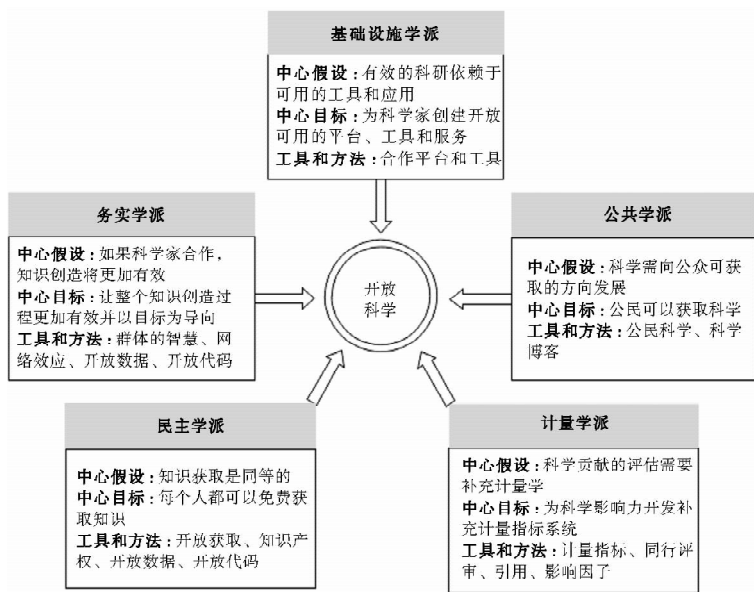 基础设施学派
中心假设：有效的科研依赖于
可用的工具和应用
中心目标：为科学家创建开放
可用的平台、工具和服务
工具和方法：合作平台和工具
务实学派
中心假设：如果科学家合作，
知识创造将更加有效
中心目标：让整个知识创造过
程更加有效并以目标为导向
工具和方法：群体的智慧、网
络效应、开放数据、开放代码
开放
科学
公共学派
中心假设：科学需向公众可获
取的方向发展
中心目标：公民可以获取科学
工具和方法：公民科学、科学
博客
民主学派
中心假设：知识获取是同等的
中心目标：每个人都可以免费获
取知识
工具和方法：开放获取、知识产
权、开放数据、开放代码
计量学派
中心假设：科学贡献的评估需要
补充计量学
中心目标：为科学影响力开发补
充计量指标系统
工具和方法：计量指标、同行评
审、引用、影响因子